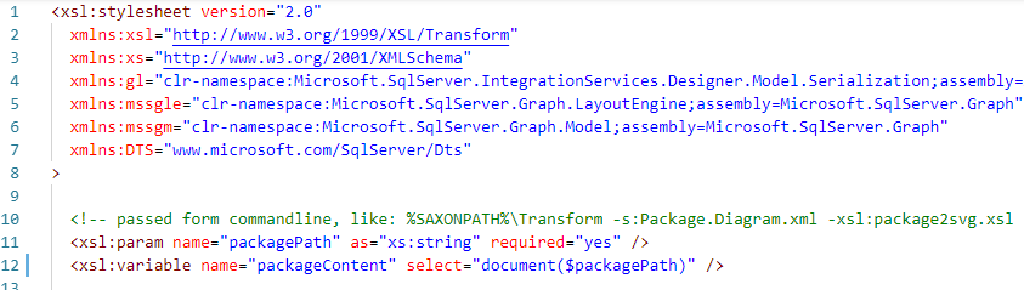 1 <xsl:stylesheet version="2.0"
2 xmlns:xsl="http://www.w3.org/1999/XSL/Transform"
3 xmlns:xs="http://www.w3.org/2001/XMLSchema"
4 xmlns:gl="clr-namespace:Microsoft.SqlServer.IntegrationServices.Designer.Model.Serialization;assembly=
5 xmlns:mssgle="clr-namespace:Microsoft.SqlServer.Graph.LayoutEngine;assembly=Microsoft.SqlServer.Graph"
6 xmlns:mssgm="clr-namespace:Microsoft.SqlServer.Graph.Model;assembly=Microsoft.SqlServer.Graph"
7 xmlns:DTS="www.microsoft.com/SqlServer/Dts"
8 >
9
10 <!-- passed form commandline, like: %SAXONPATH%\Transform -s:Package.Diagram.xml -xsl:package2svg.xsl
11 <xsl:param name="packagePath" as="xs:string" required="yes" />
12 <xsl:variable name="packageContent" select="document($packagePath)" />
13